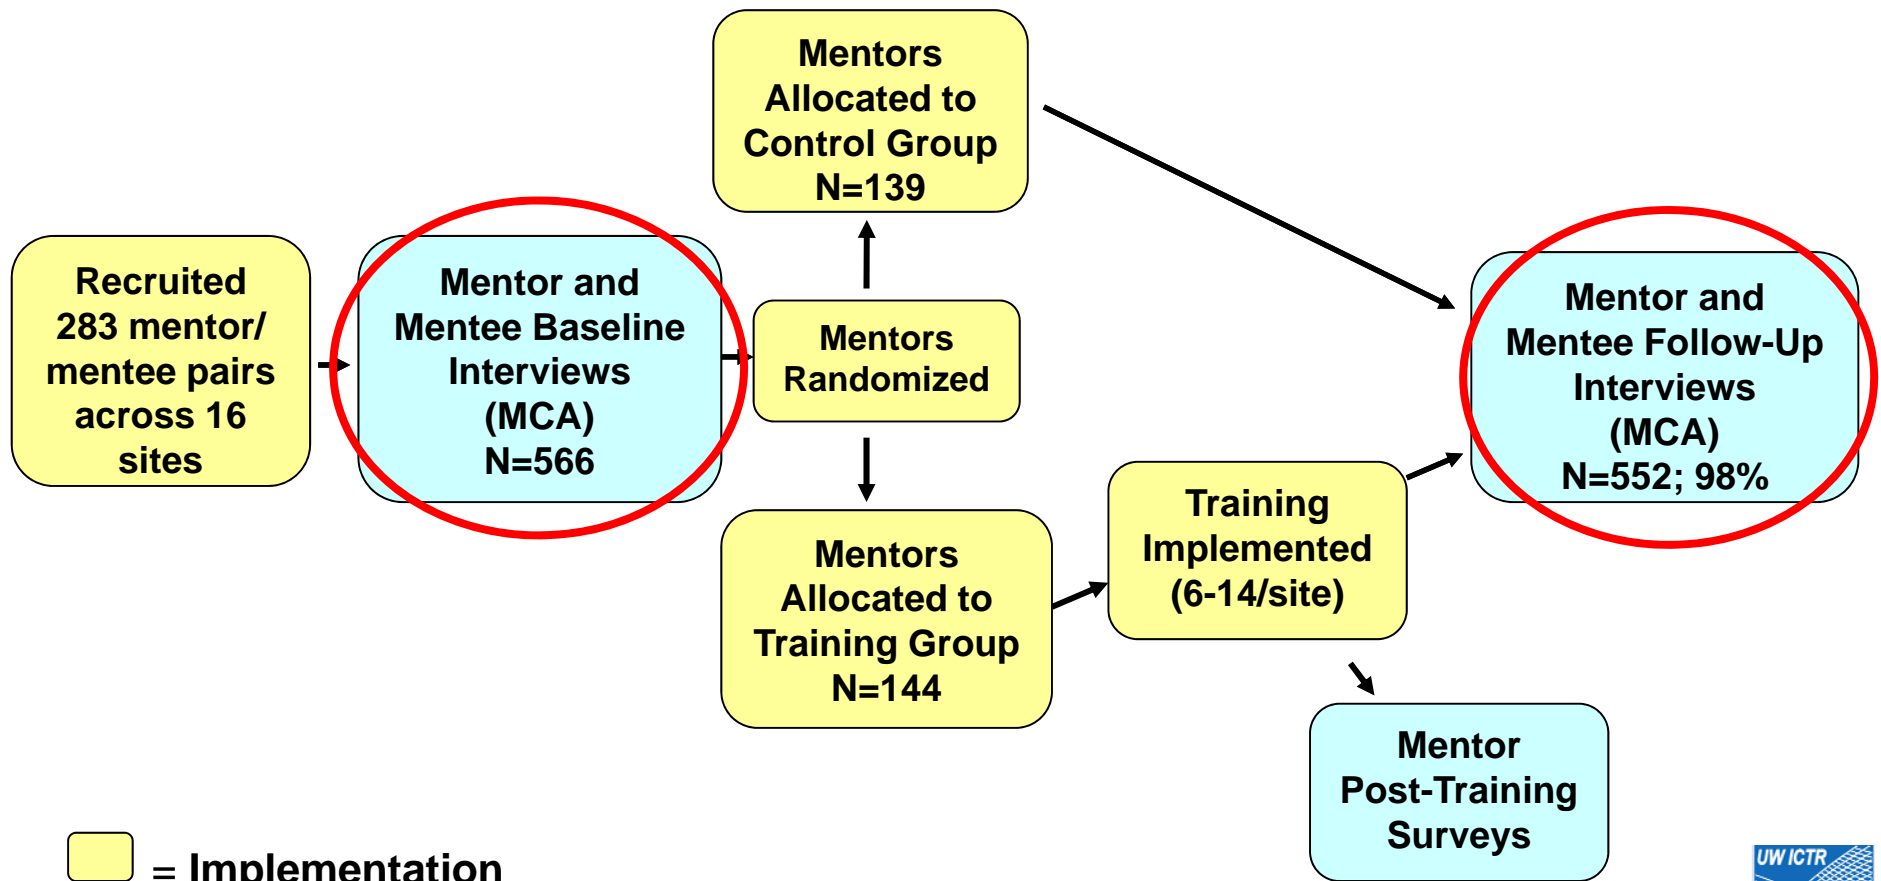 Recruited
283 mentor/
mentee pairs
across 16
sites
Mentor and
Mentee Baseline
Interviews
(MCA)
N=566
Mentors
Randomized
Mentors
Allocated to
Control Group
N=139
Mentors
Allocated to
Training Group
N=144
Training
Implemented
(6-14/site)
Mentor and
Mentee Follow-Up
Interviews
(MCA)
N=552; 98%
Mentor
Post-Training
Surveys
= Implementation
UW ICTR